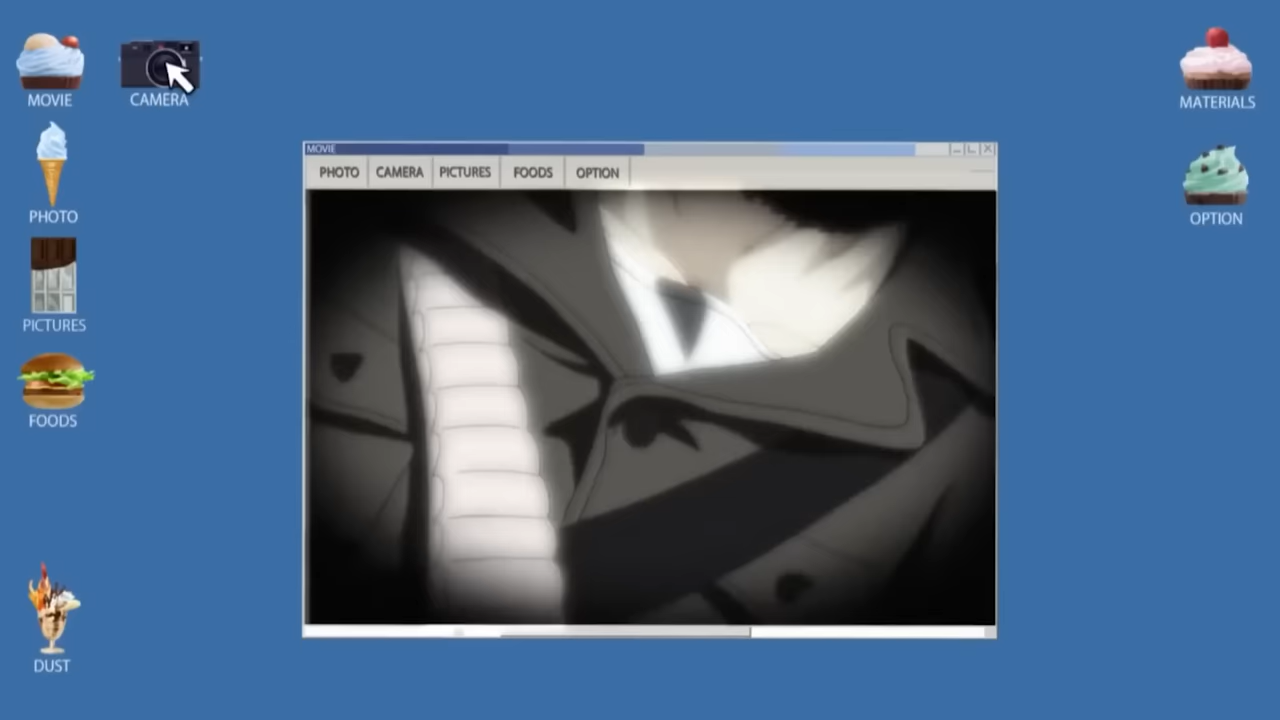 MOVIE
CAMERA
MATERIALS
PHOTO
PICTURES
FOODS
DUST
OPTION
MOVIE
PHOTO CAMERA PICTURES FOODS OPTION